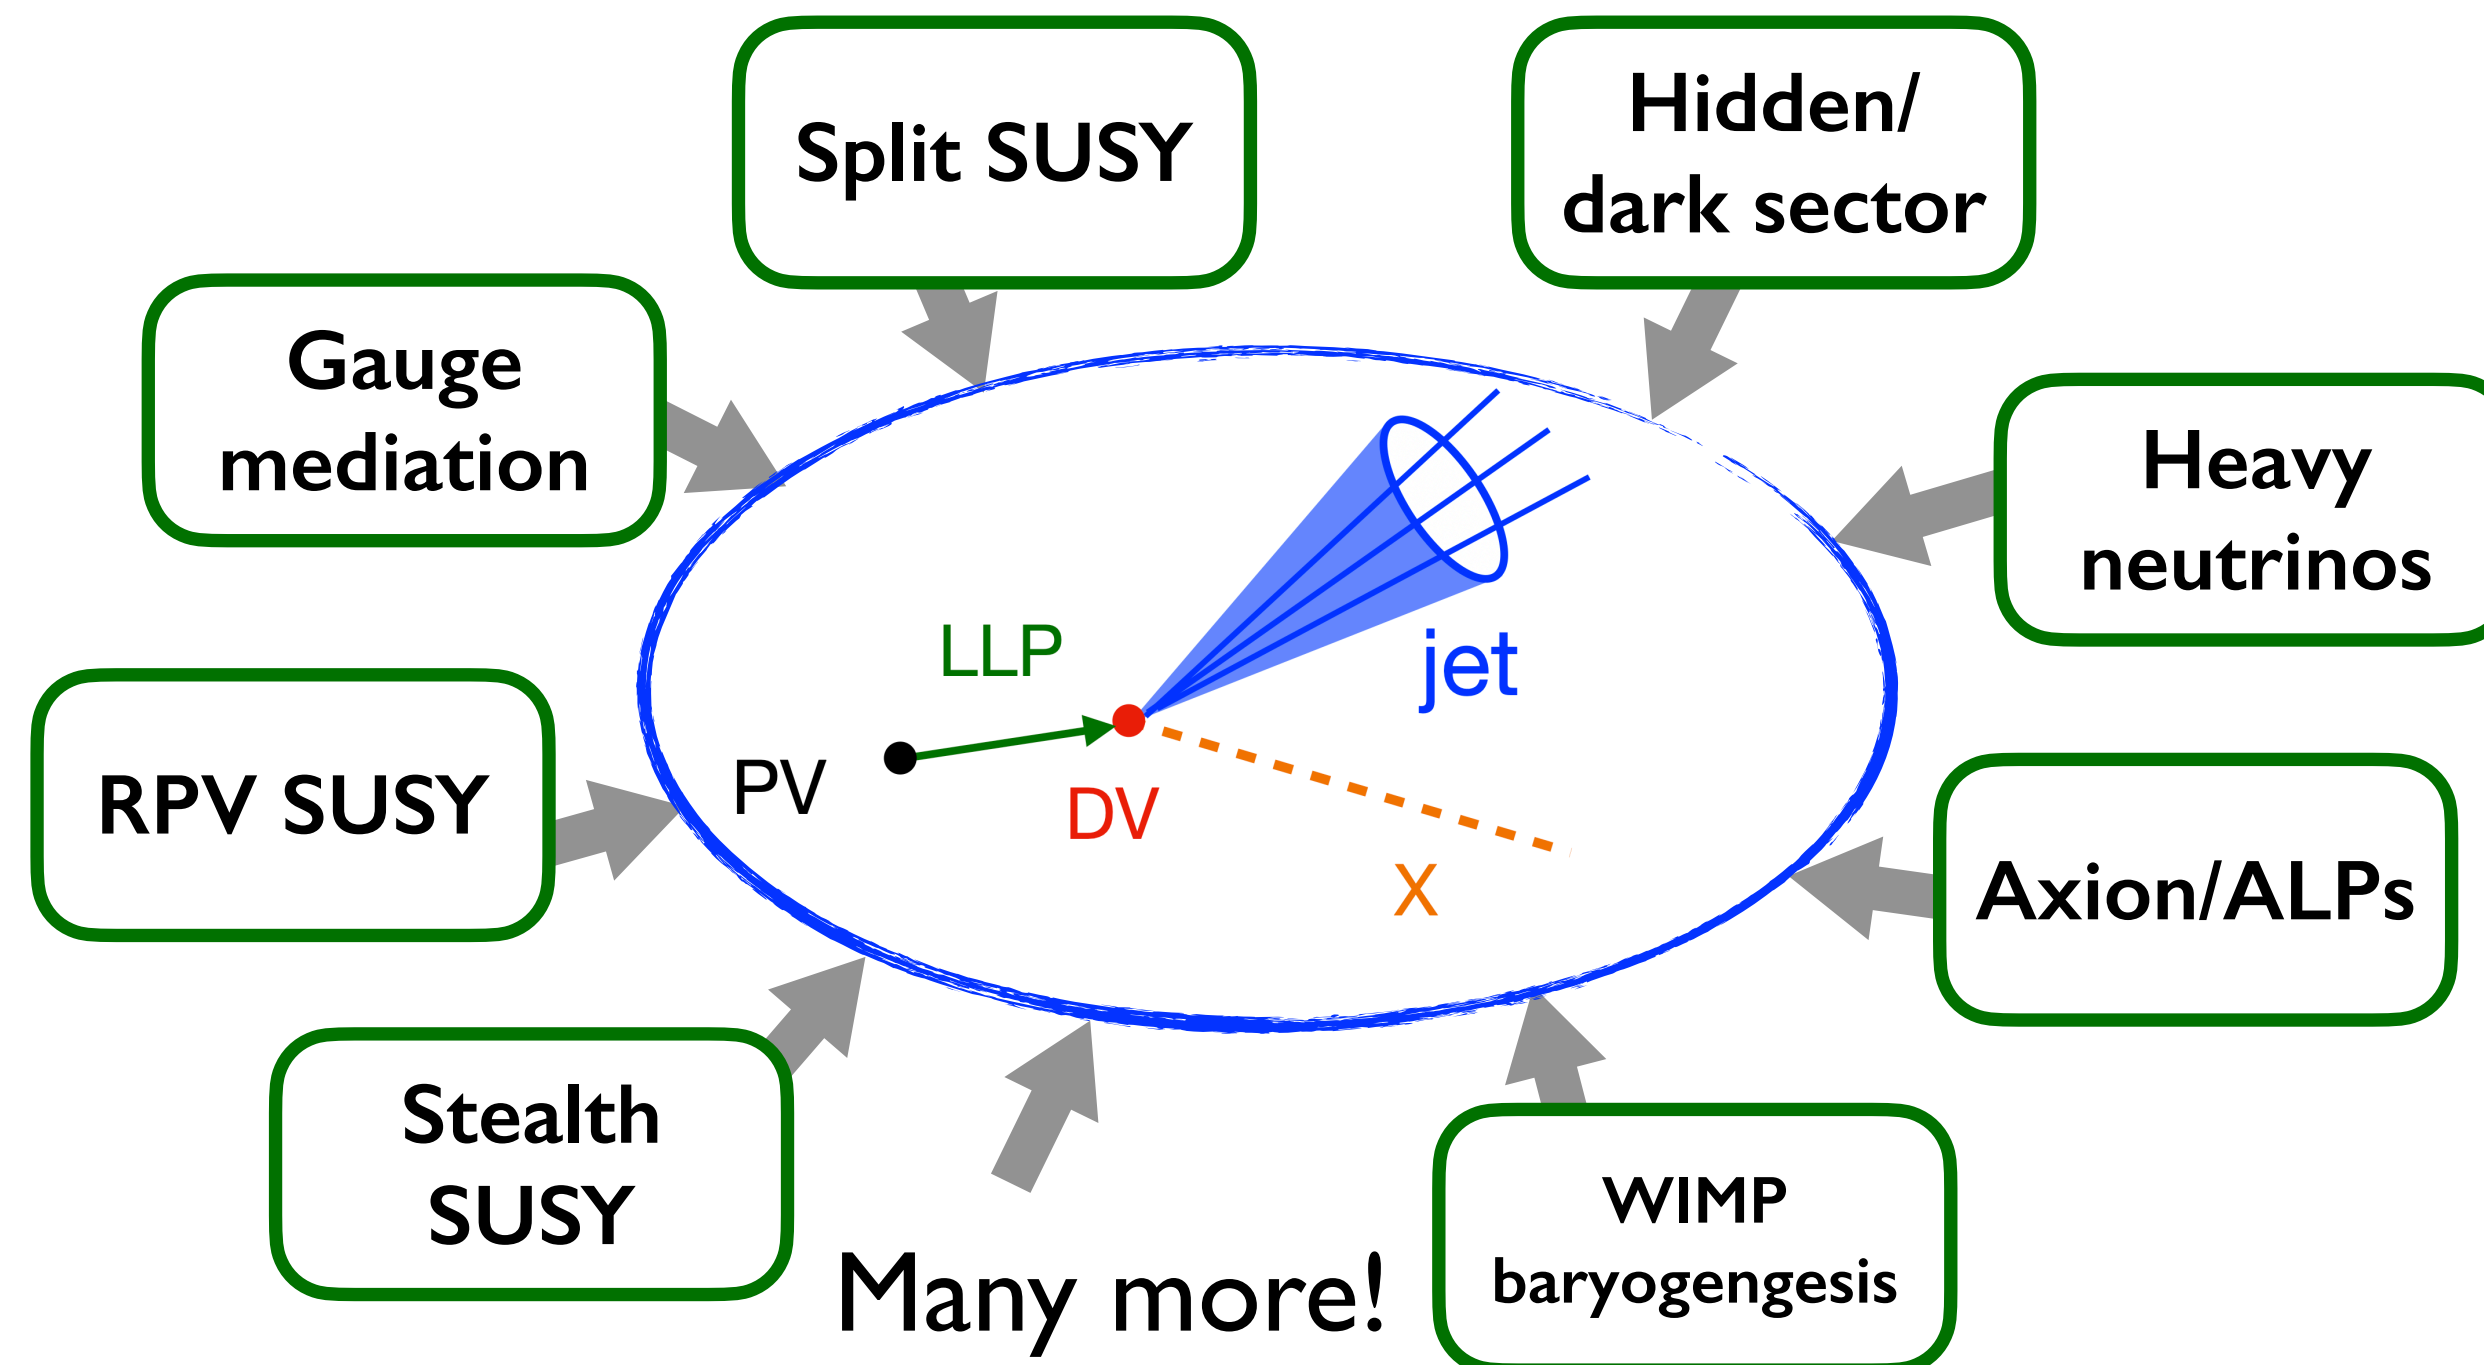 Split SUSY
Hidden/
dark sector
Gauge
mediation
Heavy
neutrinos
LLP
jet
PV
DV
X
RPV SUSY
Axion/ALPs
Stealth
SUSY
Many more!
WIMP
baryogengesis